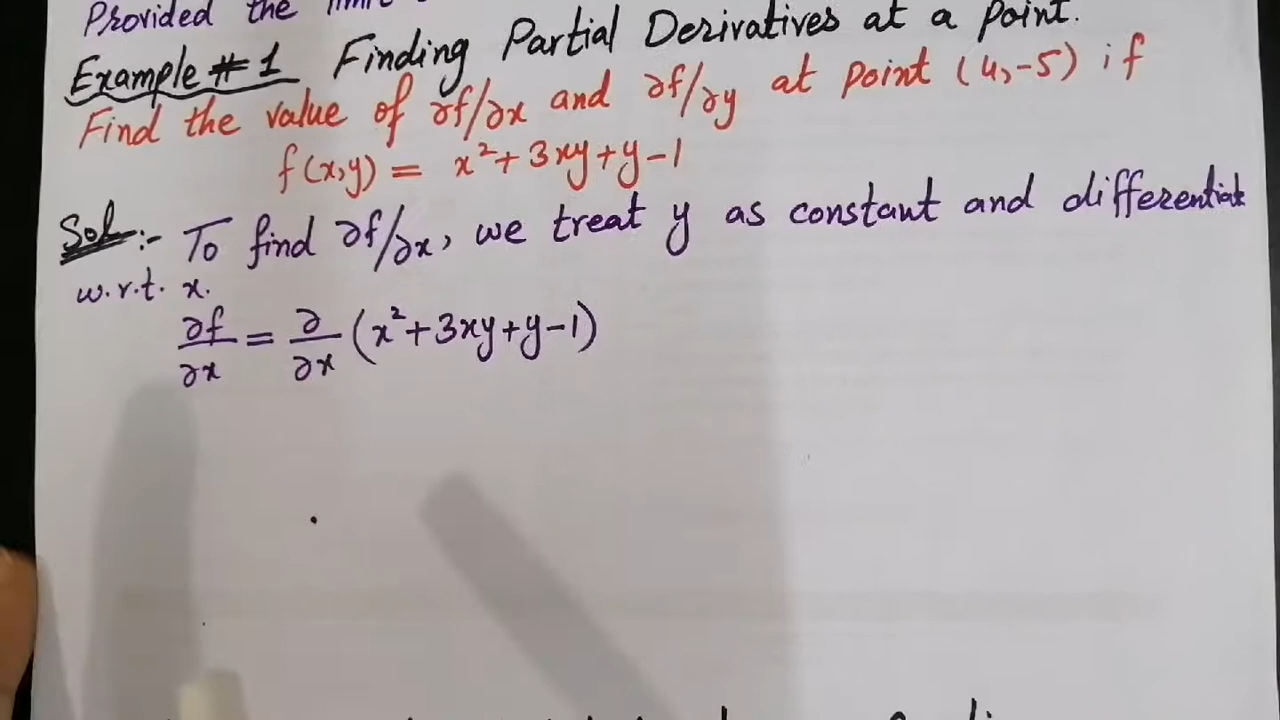 Provided the limit
Example #1 Finding Partial Derivatives at a Point.
Find the value of ∂f/∂x and ∂f/∂y at point (4,-5) if
f(x,y) = x²+3xy+y-1
Sol:- To find ∂f/∂x, we treat y as constant and differentiate
w.r.t. x.
∂f/∂x = ∂/∂x (x²+3xy+y-1)